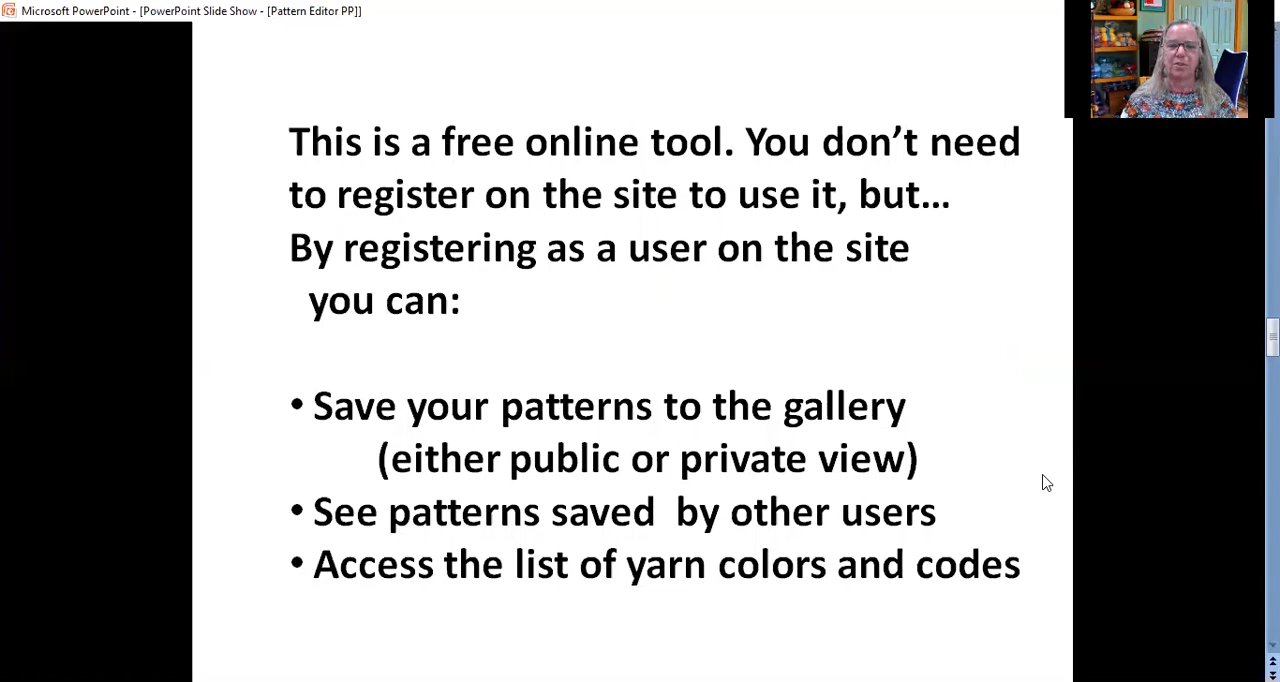 Microsoft PowerPoint - [PowerPoint Slide Show - [Pattern Editor PP]]
This is a free online tool. You don’t need
to register on the site to use it, but…
By registering as a user on the site
you can:
• Save your patterns to the gallery
(either public or private view)
• See patterns saved by other users
• Access the list of yarn colors and codes